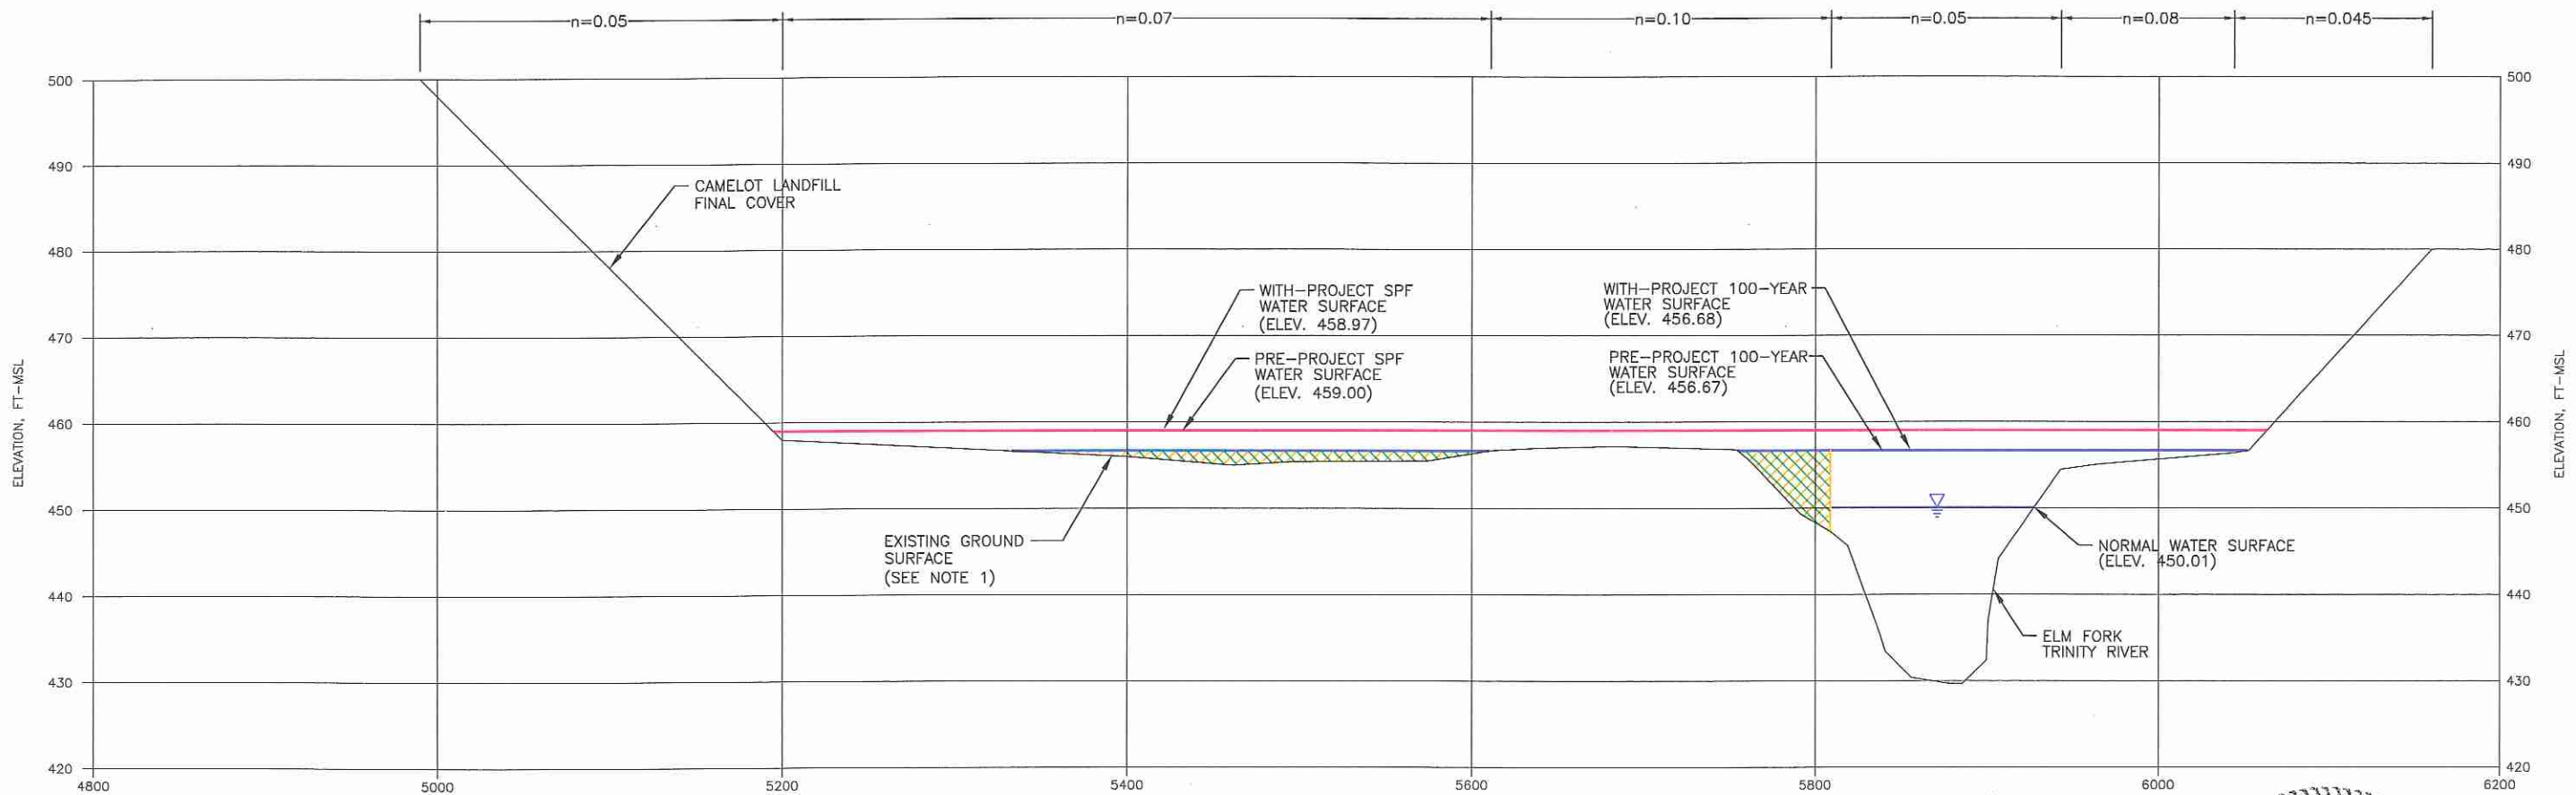 n=0.05 n=0.07 n=0.10 n=0.05 n=0.08 n=0.045
500 500
490 490
CAMELOT LANDFILL
FINAL COVER
480 480
WITH-PROJECT SPF
WATER SURFACE
(ELEV. 458.97)
WITH-PROJECT 100-YEAR
WATER SURFACE
(ELEV. 456.68)
470 470
PRE-PROJECT SPF
WATER SURFACE
(ELEV. 459.00)
PRE-PROJECT 100-YEAR
WATER SURFACE
(ELEV. 456.67)
ELEVATION, FT-MSL
ELEVATION, FT-MSL
460 460
450 450
EXISTING GROUND
SURFACE
(SEE NOTE 1)
NORMAL WATER SURFACE
(ELEV. 450.01)
440 440
ELM FORK
TRINITY RIVER
430 430
420 420
4800 5000 5200 5400 5600 5800 6000 6200